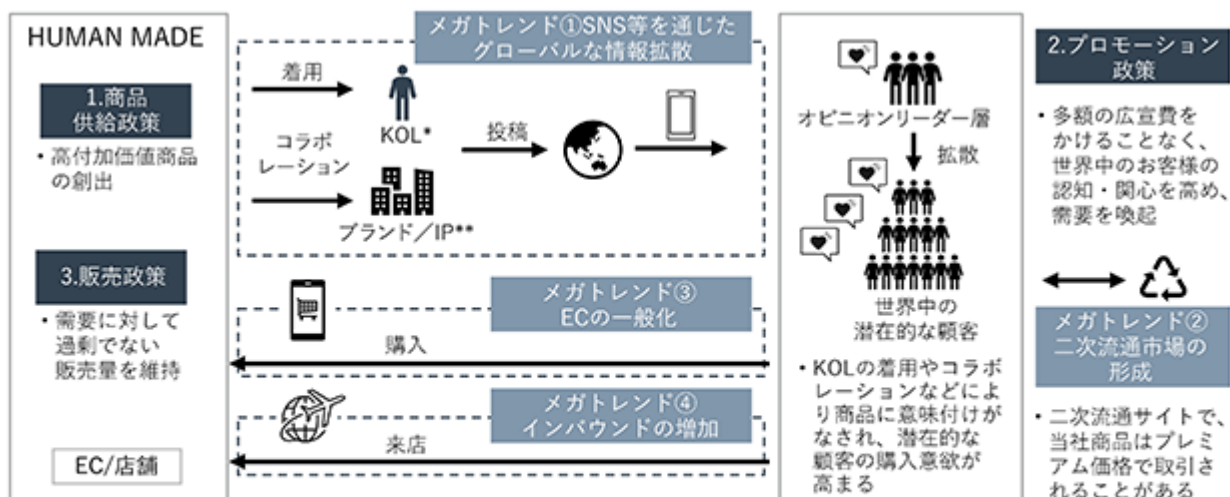 HUMAN MADE
1.商品
供給政策
・高付加価値商品
の創出
3.販売政策
・需要に対して
過剰でない
販売量を維持
EC/店舗
メガトレンド①SNS等を通じた
グローバルな情報拡散
着用
KOL*
コラボ
レーション
ブランド／IP**
投稿
メガトレンド③
ECの一般化
購入
メガトレンド④
インバウンドの増加
来店
オピニオンリーダー層
拡散
世界中の
潜在的な顧客
・KOLの着用やコラボ
レーションなどによ
り商品に意味付けが
なされ、潜在的な
顧客の購入意欲が
高まる
2.プロモーション
政策
・多額の広宣費を
かけることなく、
世界中のお客様の
認知・関心を高め、
需要を喚起
メガトレンド②
二次流通市場の
形成
・二次流通サイトで、
当社商品はプレミ
アム価格で取引さ
れることがある